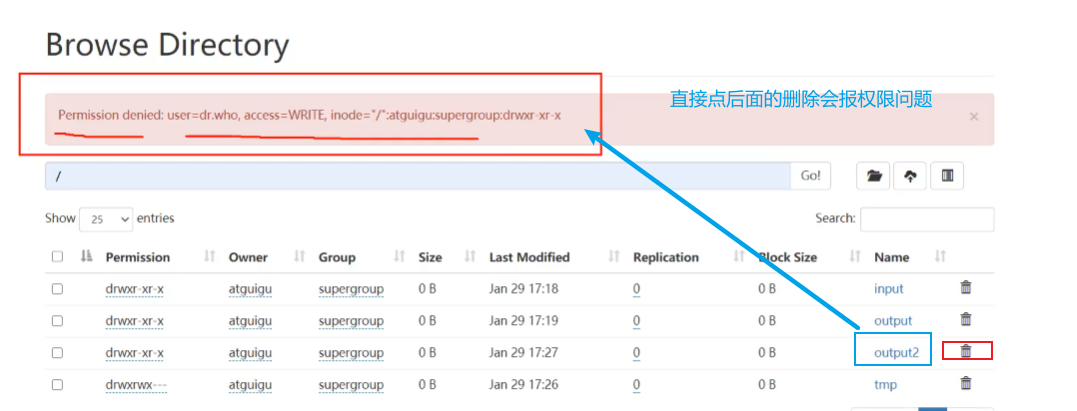 Browse Directory
直接点后面的删除会报权限问题
Permission denied: user=dr.who, access=WRITE, inode="/":atguigu:supergroup:drwxr-xr-x ×
/ Go!
Show 25 entries Search:
Permission Owner Group Size Last Modified Replication Block Size Name
drwxr-xr-x atguigu supergroup 0 B Jan 29 17:18 0 0 B input
drwxr-xr-x atguigu supergroup 0 B Jan 29 17:19 0 0 B output
drwxr-xr-x atguigu supergroup 0 B Jan 29 17:27 0 0 B output2
drwxrwx--- atguigu supergroup 0 B Jan 29 17:26 0 0 B tmp